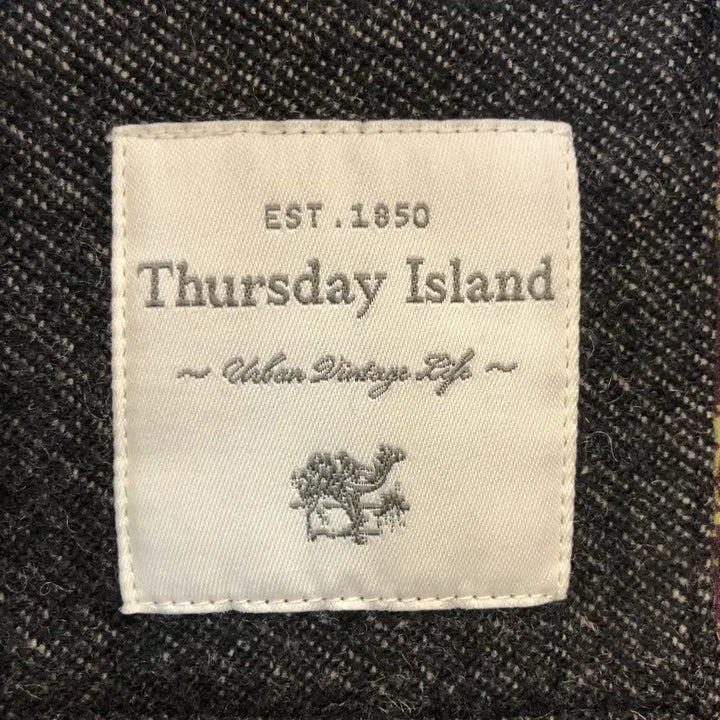 EST.1850
Thursday Island
~ Urban Vintage Life ~